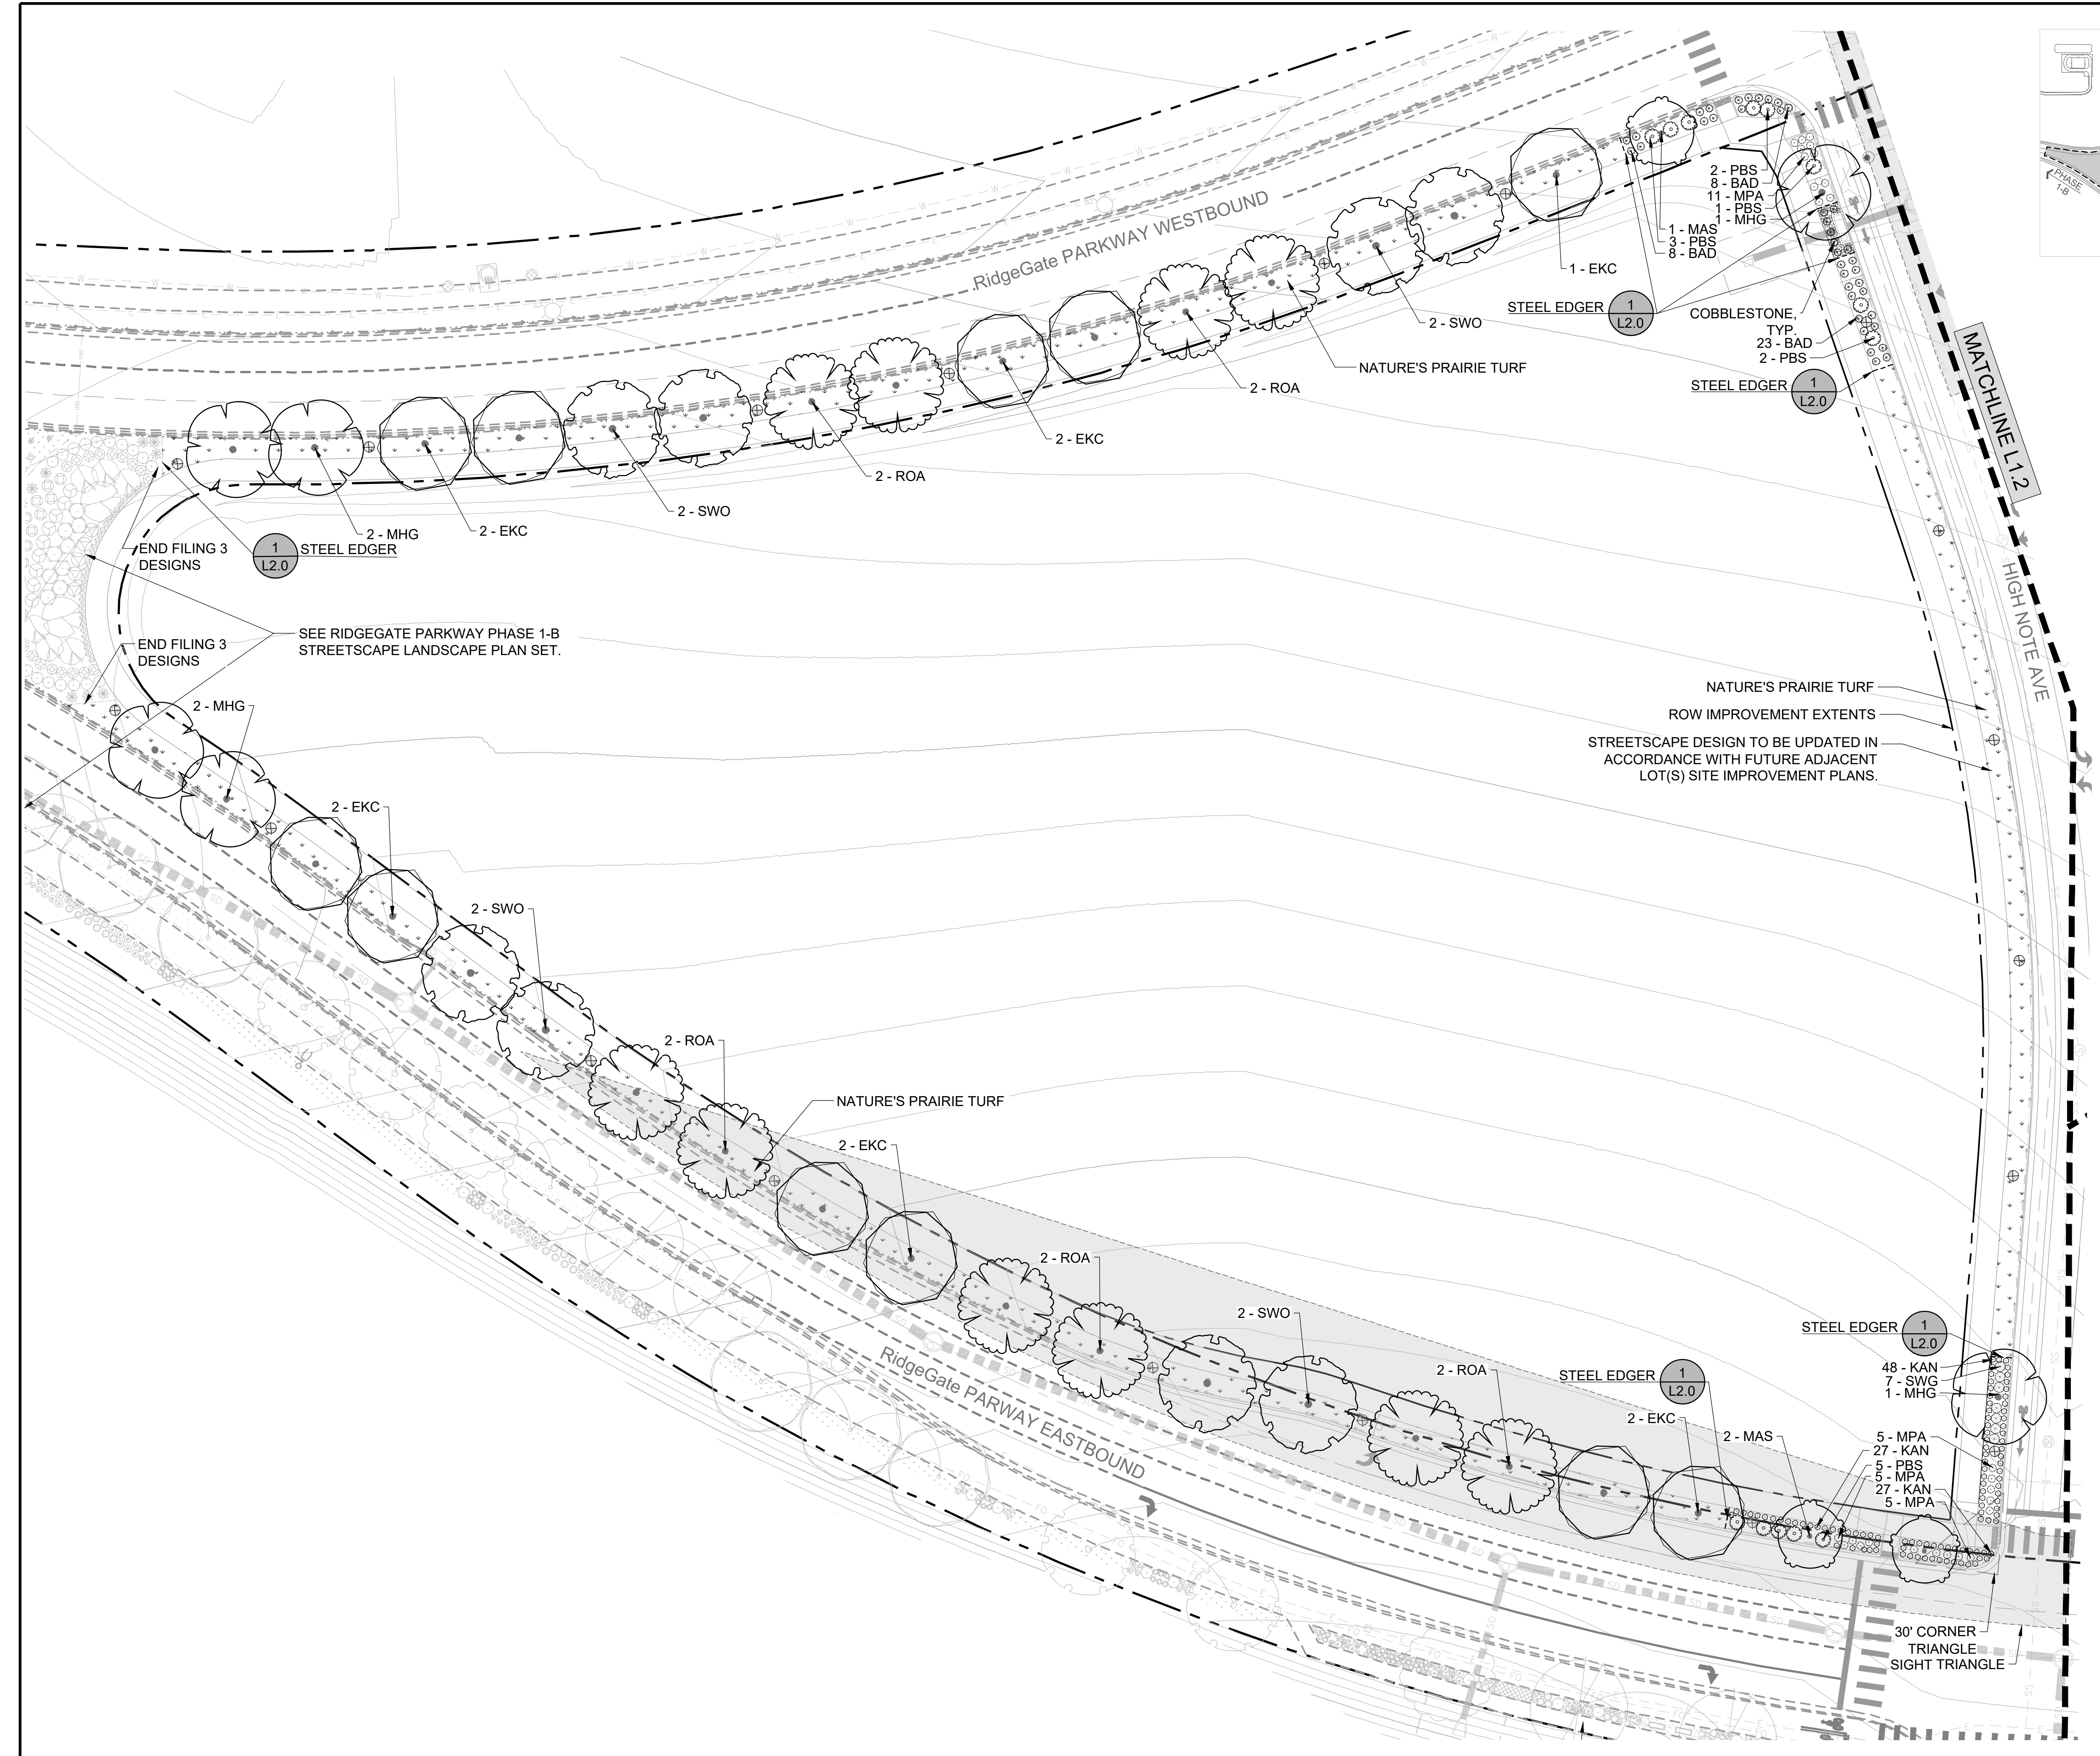 PHASE
1-B
RidgeGate PARKWAY WESTBOUND
2 - PBS
8 - BAD
11 - MPA
1 - PBS
1 - MHG
1 - MAS
3 - PBS
8 - BAD
1 - EKC
STEEL EDGER
1
L2.0
COBBLESTONE,
TYP.
23 - BAD
2 - PBS
STEEL EDGER
1
L2.0
MATCHLINE L1.2
2 - SWO
NATURE'S PRAIRIE TURF
2 - ROA
2 - EKC
2 - ROA
2 - SWO
2 - EKC
2 - MHG
END FILING 3
DESIGNS
1
L2.0
STEEL EDGER
HIGH NOTE AVE
SEE RIDGEGATE PARKWAY PHASE 1-B
STREETSCAPE LANDSCAPE PLAN SET.
END FILING 3
DESIGNS
2 - MHG
NATURE'S PRAIRIE TURF
ROW IMPROVEMENT EXTENTS
STREETSCAPE DESIGN TO BE UPDATED IN
ACCORDANCE WITH FUTURE ADJACENT
LOT(S) SITE IMPROVEMENT PLANS.
2 - EKC
2 - SWO
2 - ROA
NATURE'S PRAIRIE TURF
2 - EKC
2 - ROA
2 - SWO
2 - ROA
STEEL EDGER
1
L2.0
2 - EKC
2 - MAS
STEEL EDGER
1
L2.0
48 - KAN
7 - SWG
1 - MHG
5 - MPA
27 - KAN
5 - PBS
5 - MPA
27 - KAN
5 - MPA
RidgeGate PARWAY EASTBOUND
30' CORNER
TRIANGLE
SIGHT TRIANGLE